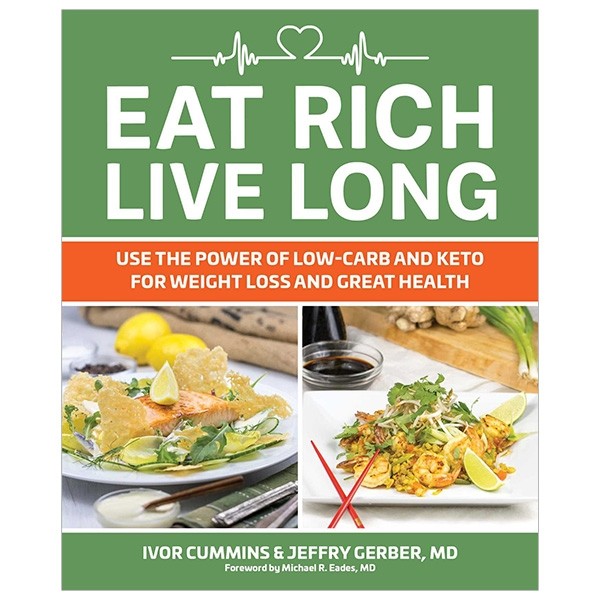 EAT RICH
LIVE LONG
USE THE POWER OF LOW-CARB AND KETO
FOR WEIGHT LOSS AND GREAT HEALTH
IVOR CUMMINS & JEFFRY GERBER, MD
Foreword by Michael R. Eades, MD